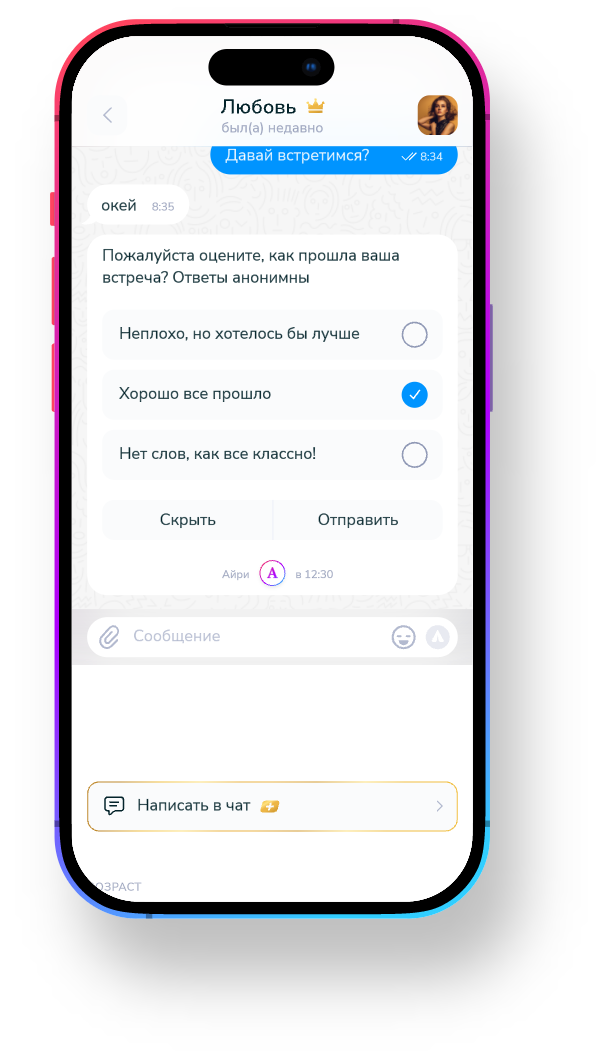 Любовь
был(а) недавно
Давай встретимся? 8:34
окей 8:35
Пожалуйста оцените, как прошла ваша
встреча? Ответы анонимны
Неплохо, но хотелось бы лучше
Хорошо все прошло
Нет слов, как все классно!
Скрыть Отправить
Айри A в 12:30
Сообщение
Написать в чат
ОЗРАСТ